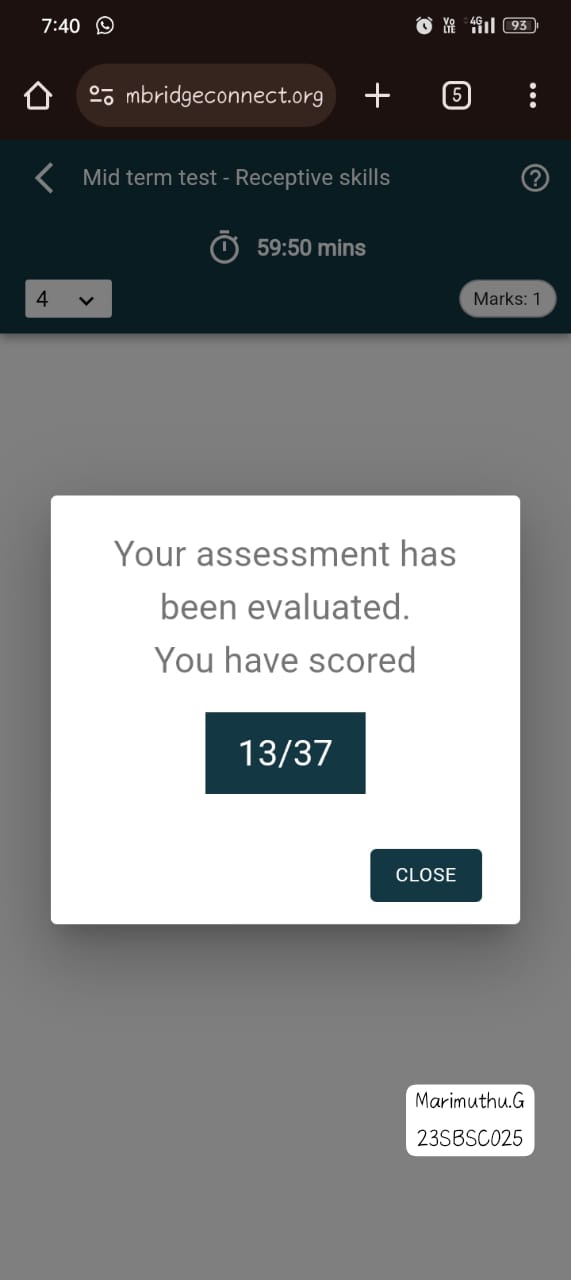 7:40 Vo LTE 4G 93
mbridgeconnect.org 5
Mid term test - Receptive skills ?
59:50 mins
4 Marks: 1
Your assessment has
been evaluated.
You have scored
13/37
CLOSE
Marimuthu.G
23SBSC025